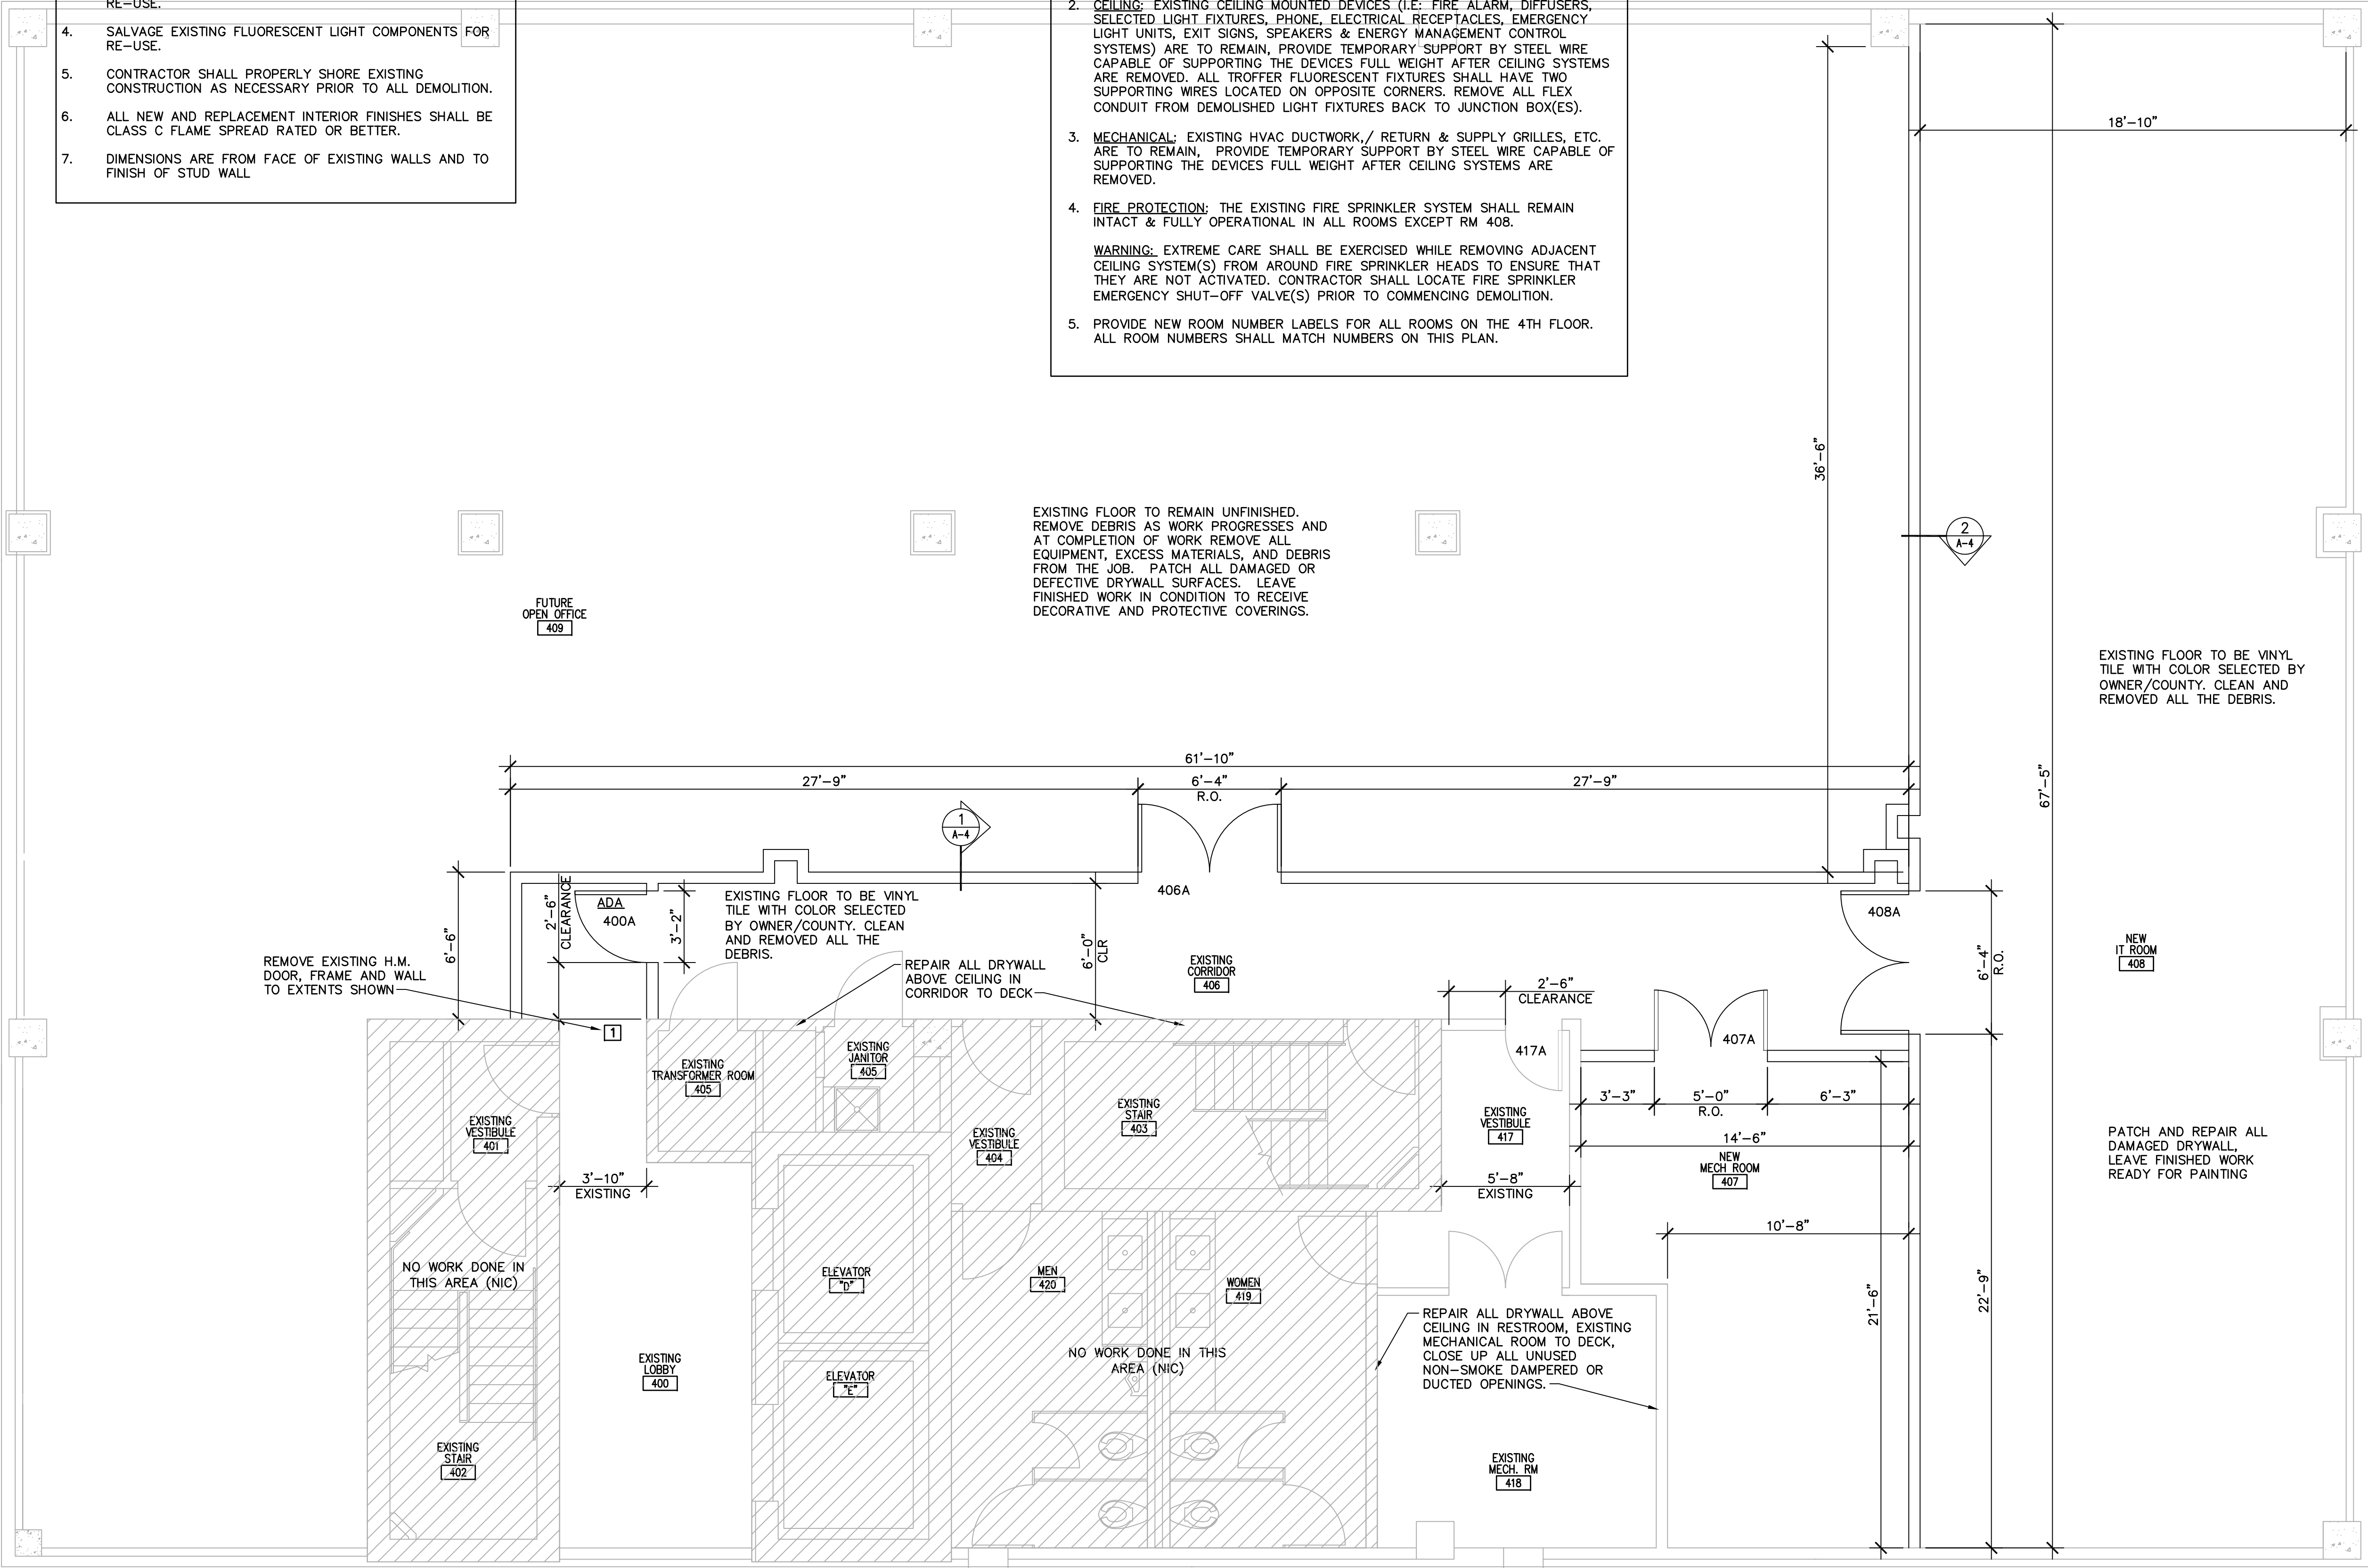 RE-USE.
4. SALVAGE EXISTING FLUORESCENT LIGHT COMPONENTS FOR
RE-USE.
5. CONTRACTOR SHALL PROPERLY SHORE EXISTING
CONSTRUCTION AS NECESSARY PRIOR TO ALL DEMOLITION.
6. ALL NEW AND REPLACEMENT INTERIOR FINISHES SHALL BE
CLASS C FLAME SPREAD RATED OR BETTER.
7. DIMENSIONS ARE FROM FACE OF EXISTING WALLS AND TO
FINISH OF STUD WALL
2. CEILING: EXISTING CEILING MOUNTED DEVICES (I.E: FIRE ALARM, DIFFUSERS,
SELECTED LIGHT FIXTURES, PHONE, ELECTRICAL RECEPTACLES, EMERGENCY
LIGHT UNITS, EXIT SIGNS, SPEAKERS & ENERGY MANAGEMENT CONTROL
SYSTEMS) ARE TO REMAIN, PROVIDE TEMPORARY SUPPORT BY STEEL WIRE
CAPABLE OF SUPPORTING THE DEVICES FULL WEIGHT AFTER CEILING SYSTEMS
ARE REMOVED. ALL TROFFER FLUORESCENT FIXTURES SHALL HAVE TWO
SUPPORTING WIRES LOCATED ON OPPOSITE CORNERS. REMOVE ALL FLEX
CONDUIT FROM DEMOLISHED LIGHT FIXTURES BACK TO JUNCTION BOX(ES).
3. MECHANICAL: EXISTING HVAC DUCTWORK,/ RETURN & SUPPLY GRILLES, ETC.
ARE TO REMAIN, PROVIDE TEMPORARY SUPPORT BY STEEL WIRE CAPABLE OF
SUPPORTING THE DEVICES FULL WEIGHT AFTER CEILING SYSTEMS ARE
REMOVED.
4. FIRE PROTECTION: THE EXISTING FIRE SPRINKLER SYSTEM SHALL REMAIN
INTACT & FULLY OPERATIONAL IN ALL ROOMS EXCEPT RM 408.
WARNING: EXTREME CARE SHALL BE EXERCISED WHILE REMOVING ADJACENT
CEILING SYSTEM(S) FROM AROUND FIRE SPRINKLER HEADS TO ENSURE THAT
THEY ARE NOT ACTIVATED. CONTRACTOR SHALL LOCATE FIRE SPRINKLER
EMERGENCY SHUT-OFF VALVE(S) PRIOR TO COMMENCING DEMOLITION.
5. PROVIDE NEW ROOM NUMBER LABELS FOR ALL ROOMS ON THE 4TH FLOOR.
ALL ROOM NUMBERS SHALL MATCH NUMBERS ON THIS PLAN.
18'-10"
36'-6"
EXISTING FLOOR TO REMAIN UNFINISHED.
REMOVE DEBRIS AS WORK PROGRESSES AND
AT COMPLETION OF WORK REMOVE ALL
EQUIPMENT, EXCESS MATERIALS, AND DEBRIS
FROM THE JOB. PATCH ALL DAMAGED OR
DEFECTIVE DRYWALL SURFACES. LEAVE
FINISHED WORK IN CONDITION TO RECEIVE
DECORATIVE AND PROTECTIVE COVERINGS.
2
A-4
FUTURE
OPEN OFFICE
409
EXISTING FLOOR TO BE VINYL
TILE WITH COLOR SELECTED BY
OWNER/COUNTY. CLEAN AND
REMOVED ALL THE DEBRIS.
61'-10"
27'-9"
6'-4"
R.O.
27'-9"
67'-5"
1
A-4
406A
2'-6"
CLEARANCE
ADA
400A
3'-2"
EXISTING FLOOR TO BE VINYL
TILE WITH COLOR SELECTED
BY OWNER/COUNTY. CLEAN
AND REMOVED ALL THE
DEBRIS.
408A
6'-6"
6'-0"
CLR
REMOVE EXISTING H.M.
DOOR, FRAME AND WALL
TO EXTENTS SHOWN
REPAIR ALL DRYWALL
ABOVE CEILING IN
CORRIDOR TO DECK
EXISTING
CORRIDOR
406
6'-4"
R.O.
NEW
IT ROOM
408
2'-6"
CLEARANCE
1
417A
407A
EXISTING
TRANSFORMER ROOM
405
EXISTING
JANITOR
405
EXISTING
VESTIBULE
401
EXISTING
VESTIBULE
404
EXISTING
STAIR
403
EXISTING
VESTIBULE
417
3'-3"
5'-0"
R.O.
6'-3"
14'-6"
NEW
MECH ROOM
407
PATCH AND REPAIR ALL
DAMAGED DRYWALL,
LEAVE FINISHED WORK
READY FOR PAINTING
3'-10"
EXISTING
5'-8"
EXISTING
10'-8"
NO WORK DONE IN
THIS AREA (NIC)
ELEVATOR
"D"
MEN
420
WOMEN
419
21'-6"
22'-9"
REPAIR ALL DRYWALL ABOVE
CEILING IN RESTROOM, EXISTING
MECHANICAL ROOM TO DECK,
CLOSE UP ALL UNUSED
NON-SMOKE DAMPERED OR
DUCTED OPENINGS.
NO WORK DONE IN THIS
AREA (NIC)
EXISTING
LOBBY
400
ELEVATOR
"E"
EXISTING
STAIR
402
EXISTING
MECH. RM
418